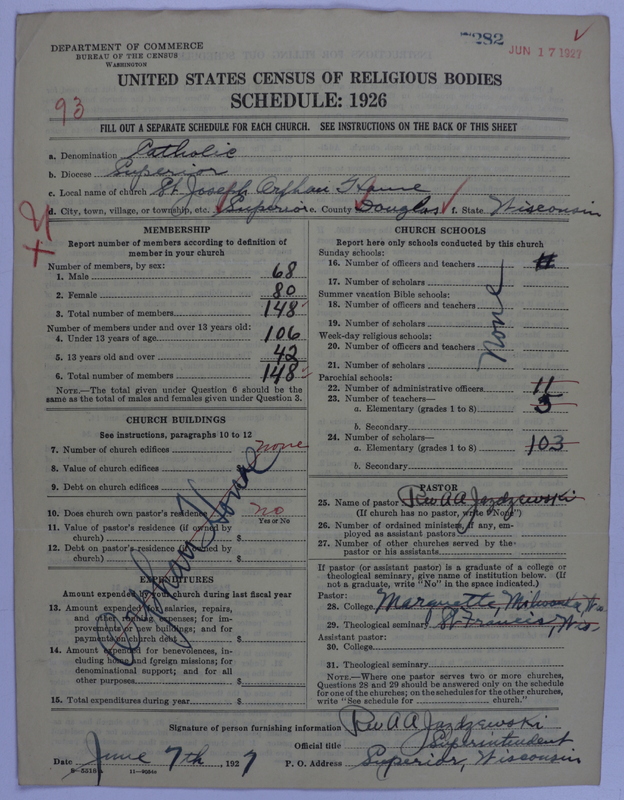 7282
JUN 17 1927
DEPARTMENT OF COMMERCE
BUREAU OF THE CENSUS
WASHINGTON
UNITED STATES CENSUS OF RELIGIOUS BODIES
SCHEDULE: 1926
93
FILL OUT A SEPARATE SCHEDULE FOR EACH CHURCH. SEE INSTRUCTIONS ON THE BACK OF THIS SHEET
a. Denomination Catholic
b. Diocese Superior
c. Local name of church St. Joseph Orphan Home
d. City, town, village, or township, etc. Superior e. County Douglas f. State Wisconsin
MEMBERSHIP
Report number of members according to definition of
member in your church
Number of members, by sex:
1. Male 68
2. Female 80
3. Total number of members 148
Number of members under and over 13 years old:
4. Under 13 years of age 106
5. 13 years old and over 42
6. Total number of members 148
NOTE.—The total given under Question 6 should be the
same as the total of males and females given under Question 3.
CHURCH BUILDINGS
See instructions, paragraphs 10 to 12
7. Number of church edifices none
8. Value of church edifices $
9. Debt on church edifices $
10. Does church own pastor's residence? no
Yes or No
11. Value of pastor's residence (if owned by
church) $
12. Debt on pastor's residence (if owned by
church) $
Orphan Home
EXPENDITURES
Amount expended by your church during last fiscal year
13. Amount expended for salaries, repairs,
and other running expenses; for im-
provements or new buildings; and for
payments on church debt $
14. Amount expended for benevolences, in-
cluding home and foreign missions; for
denominational support; and for all
other purposes $
15. Total expenditures during year $
CHURCH SCHOOLS
Report here only schools conducted by this church
Sunday schools:
16. Number of officers and teachers
17. Number of scholars
Summer vacation Bible schools:
18. Number of officers and teachers
19. Number of scholars
Week-day religious schools:
20. Number of officers and teachers
21. Number of scholars
none
Parochial schools:
22. Number of administrative officers 11
23. Number of teachers—
a. Elementary (grades 1 to 8)
b. Secondary
24. Number of scholars—
a. Elementary (grades 1 to 8) 103
b. Secondary
PASTOR
25. Name of pastor Rev A A Jazdzewski
(If church has no pastor, write "None")
26. Number of ordained ministers, if any, em-
ployed as assistant pastors
27. Number of other churches served by the
pastor or his assistants
If pastor (or assistant pastor) is a graduate of a college or
theological seminary, give name of institution below. (If
not a graduate, write "No" in the space indicated.)
Pastor:
28. College Marquette,
29. Theological seminary St Francis, Wis.
Assistant pastor:
30. College
31. Theological seminary
NOTE.—Where one pastor serves two or more churches,
Questions 28 and 29 should be answered only on the schedule
for one of the churches; on the schedules for the other churches,
write "See schedule for church."
Signature of person furnishing information Rev A A Jazdzewski
Official title Superintendent
Date June 7th, 1927 P. O. Address Superior, Wisconsin